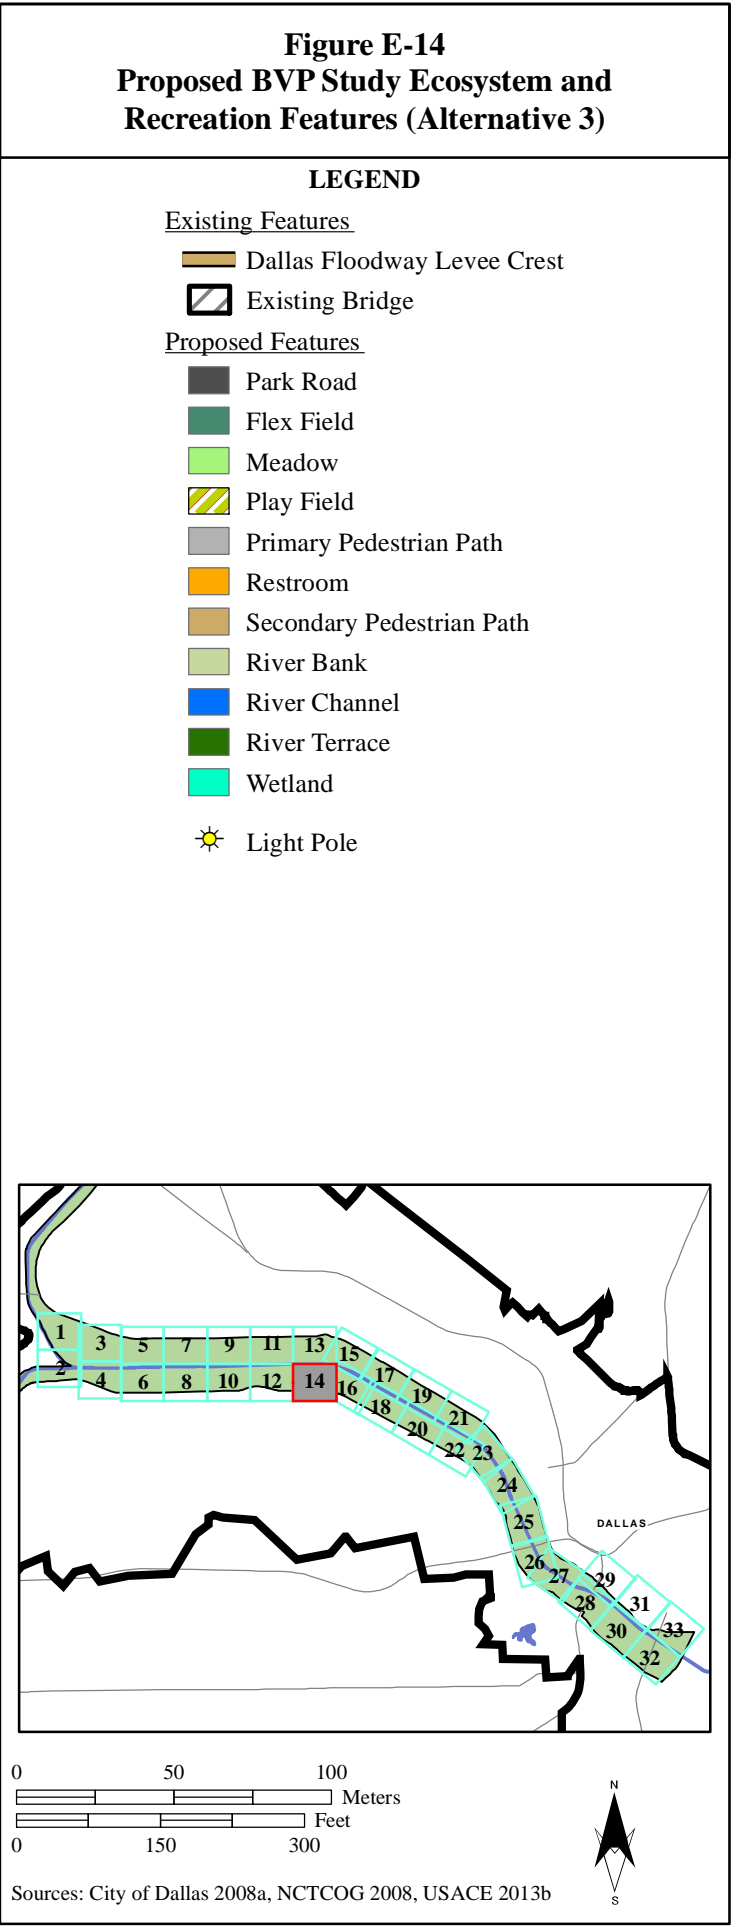 Figure E-14
Proposed BVP Study Ecosystem and
Recreation Features (Alternative 3)
LEGEND
Existing Features
Dallas Floodway Levee Crest
Existing Bridge
Proposed Features
Park Road
Flex Field
Meadow
Play Field
Primary Pedestrian Path
Restroom
Secondary Pedestrian Path
River Bank
River Channel
River Terrace
Wetland
Light Pole
1 3 5 7 9 11 13 15
2 4 6 8 10 12 14 16 17
18 19
20 21
22 23
24
25
DALLAS
26 27 29
28 31
30 33
32
0 50 100
Meters
Feet
0 150 300
N
S
Sources: City of Dallas 2008a, NCTCOG 2008, USACE 2013b